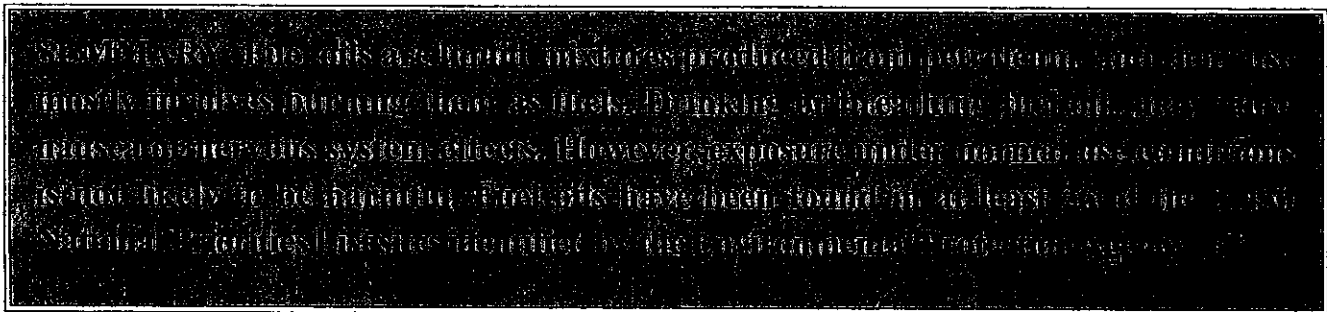 SUMMARY: Fuel oils are liquid mixtures produced from petroleum, and their use
mostly involves burning them as fuels. Drinking or breathing fuel oils may cause
nausea or nervous system effects. However, exposure under normal use conditions
is not likely to be harmful. Fuel oils have been found in at least of the
National Priorities List sites identified by the Environmental Protection Agency